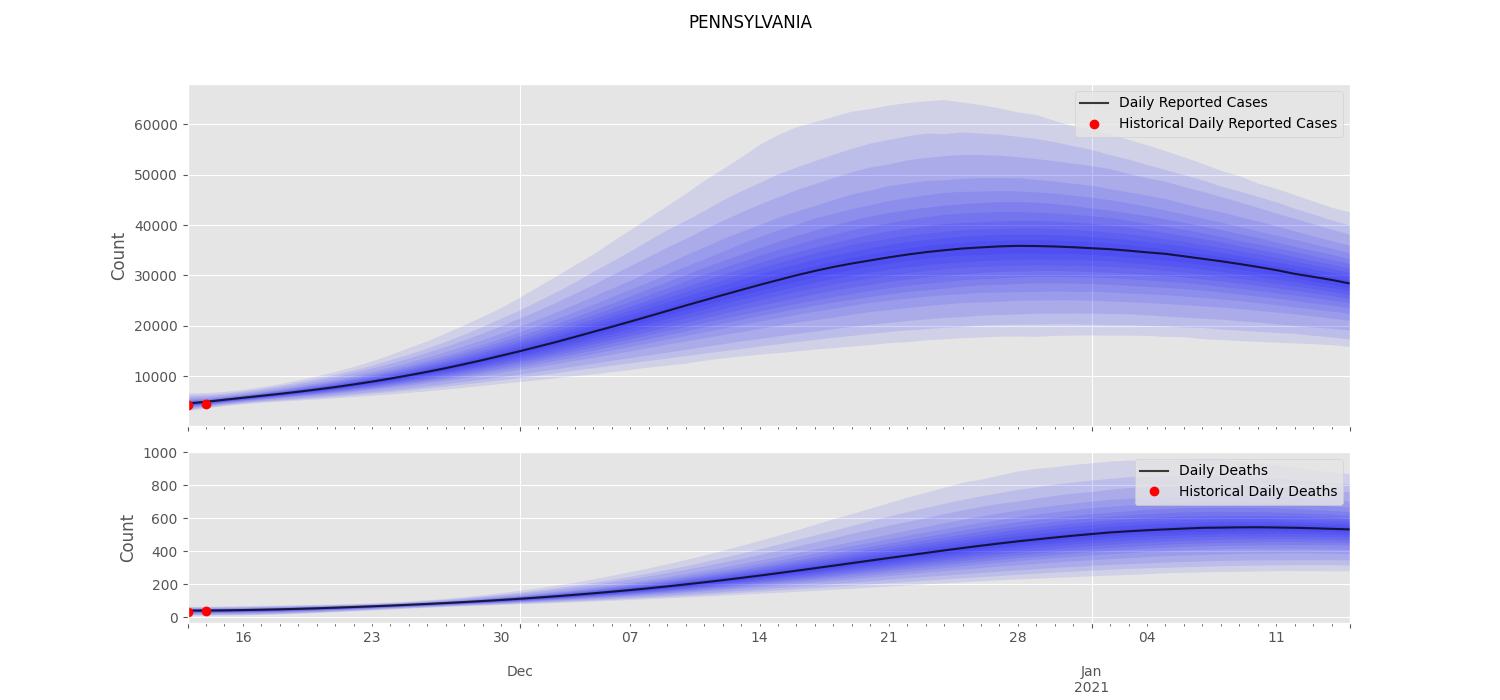 PENNSYLVANIA
Daily Reported Cases
Historical Daily Reported Cases
Count
60000
50000
40000
30000
20000
10000
Daily Deaths
Historical Daily Deaths
Count
1000
800
600
400
200
0
16 23 30 07 14 21 28 04 11
Dec Jan
2021